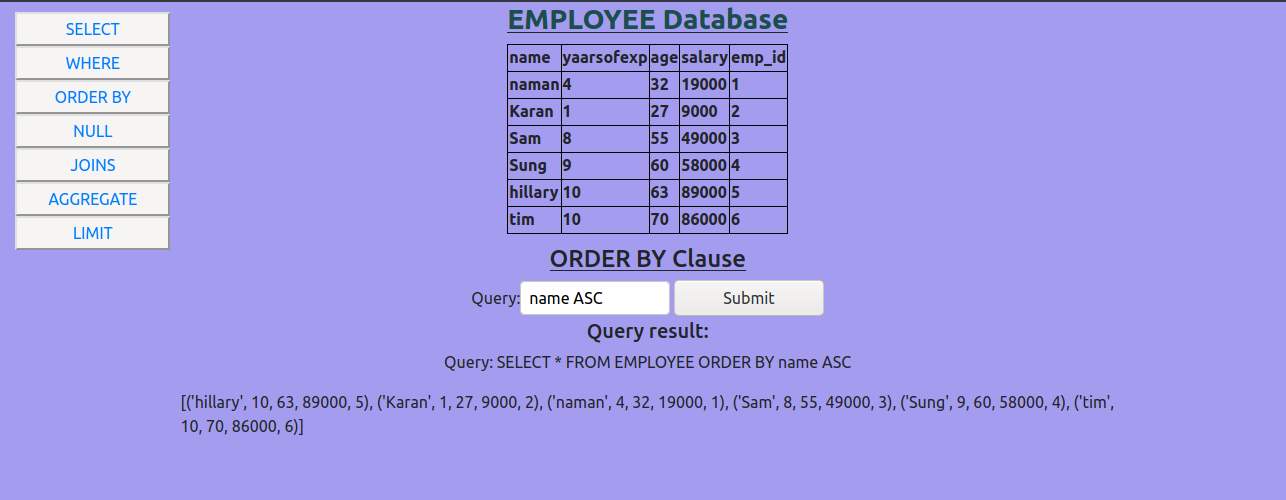 SELECT
WHERE
ORDER BY
NULL
JOINS
AGGREGATE
LIMIT
EMPLOYEE Database
name yaarsofexp age salary emp_id
naman 4 32 19000 1
Karan 1 27 9000 2
Sam 8 55 49000 3
Sung 9 60 58000 4
hillary 10 63 89000 5
tim 10 70 86000 6
ORDER BY Clause
Query: name ASC Submit
Query result:
Query: SELECT * FROM EMPLOYEE ORDER BY name ASC
[('hillary', 10, 63, 89000, 5), ('Karan', 1, 27, 9000, 2), ('naman', 4, 32, 19000, 1), ('Sam', 8, 55, 49000, 3), ('Sung', 9, 60, 58000, 4), ('tim',
10, 70, 86000, 6)]